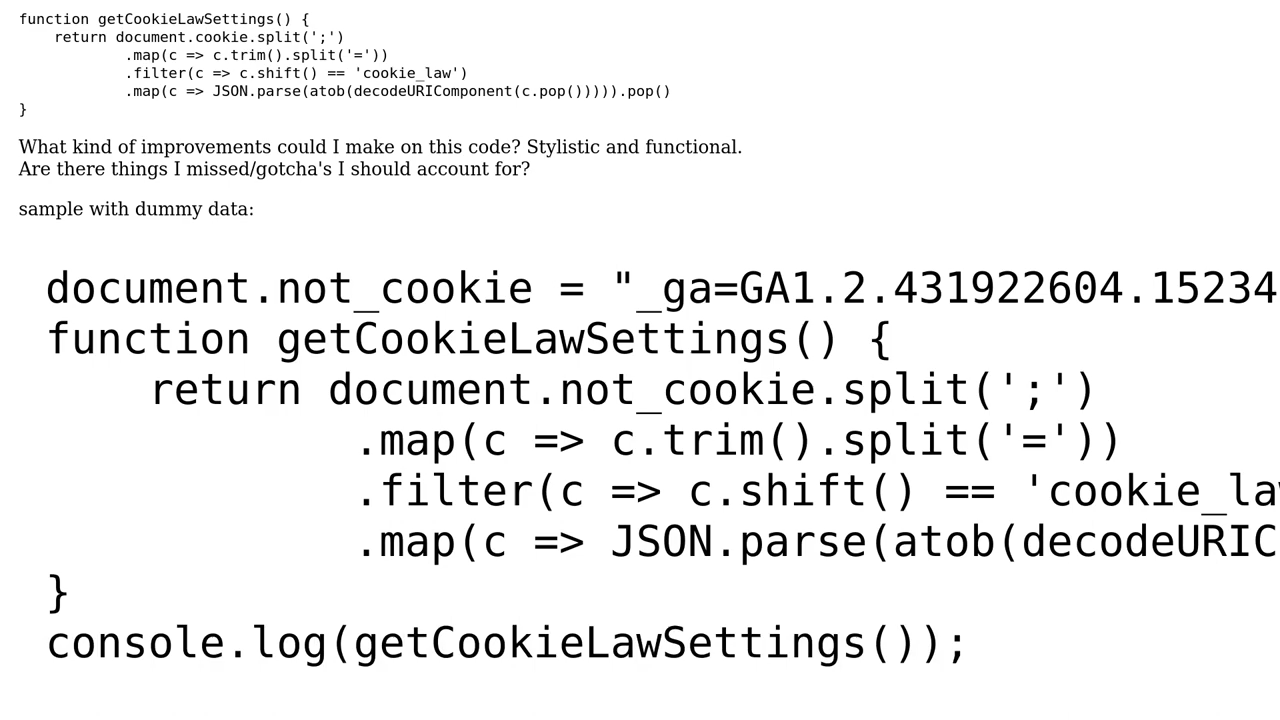 function getCookieLawSettings() {
    return document.cookie.split(';')
            .map(c => c.trim().split('='))
            .filter(c => c.shift() == 'cookie_law')
            .map(c => JSON.parse(atob(decodeURIComponent(c.pop())))).pop()
}
What kind of improvements could I make on this code? Stylistic and functional.
Are there things I missed/gotcha's I should account for?
sample with dummy data:
document.not_cookie = "_ga=GA1.2.431922604.15234
function getCookieLawSettings() {
    return document.not_cookie.split(';')
            .map(c => c.trim().split('='))
            .filter(c => c.shift() == 'cookie_la
            .map(c => JSON.parse(atob(decodeURIC
}
console.log(getCookieLawSettings());